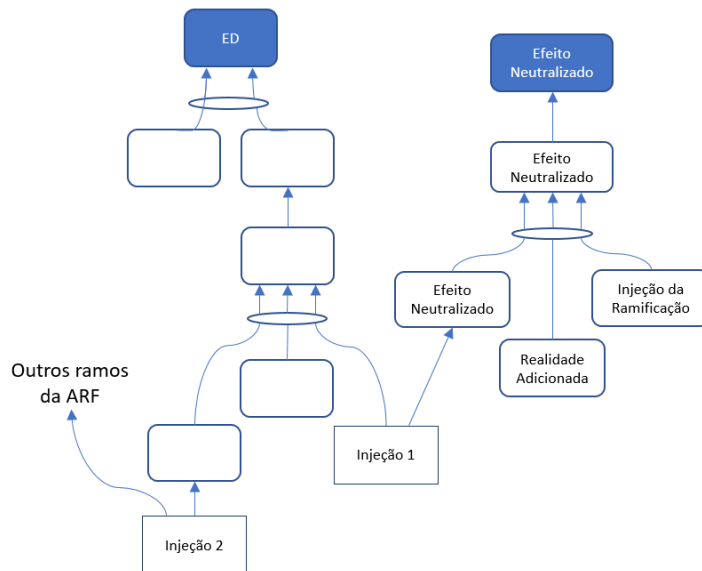 ED
Efeito
Neutralizado
Efeito
Neutralizado
Efeito
Neutralizado
Injeção da
Ramificação
Realidade
Adicionada
Outros ramos
da ARF
Injeção 1
Injeção 2